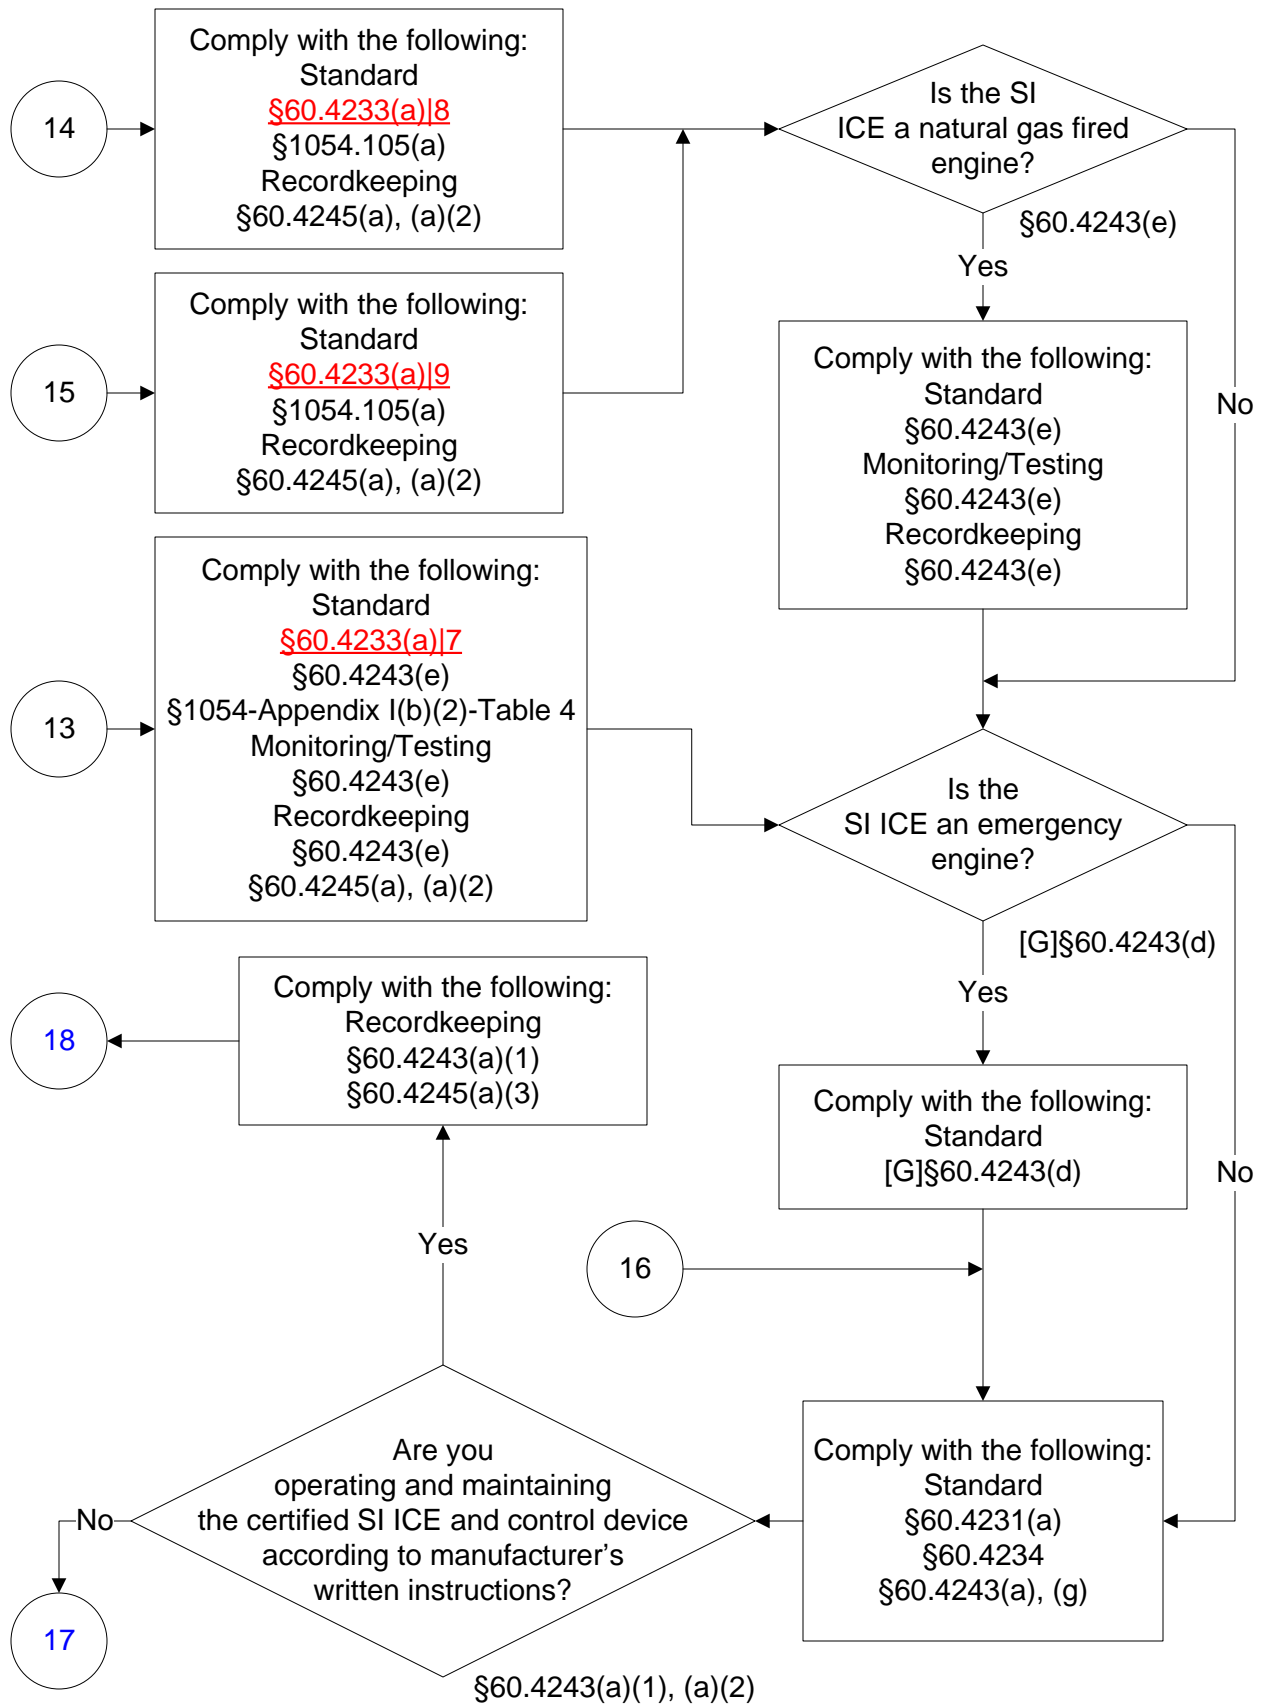 14
Comply with the following:
Standard
§60.4233(a)|8
§1054.105(a)
Recordkeeping
§60.4245(a), (a)(2)
Is the SI
ICE a natural gas fired
engine?
§60.4243(e)
Yes
No
15
Comply with the following:
Standard
§60.4233(a)|9
§1054.105(a)
Recordkeeping
§60.4245(a), (a)(2)
Comply with the following:
Standard
§60.4243(e)
Monitoring/Testing
§60.4243(e)
Recordkeeping
§60.4243(e)
13
Comply with the following:
Standard
§60.4233(a)|7
§60.4243(e)
§1054-Appendix I(b)(2)-Table 4
Monitoring/Testing
§60.4243(e)
Recordkeeping
§60.4243(e)
§60.4245(a), (a)(2)
Is the
SI ICE an emergency
engine?
[G]§60.4243(d)
Yes
No
18
Comply with the following:
Recordkeeping
§60.4243(a)(1)
§60.4245(a)(3)
Comply with the following:
Standard
[G]§60.4243(d)
Yes
16
Are you
operating and maintaining
the certified SI ICE and control device
according to manufacturer’s
written instructions?
No
17
§60.4243(a)(1), (a)(2)
Comply with the following:
Standard
§60.4231(a)
§60.4234
§60.4243(a), (g)